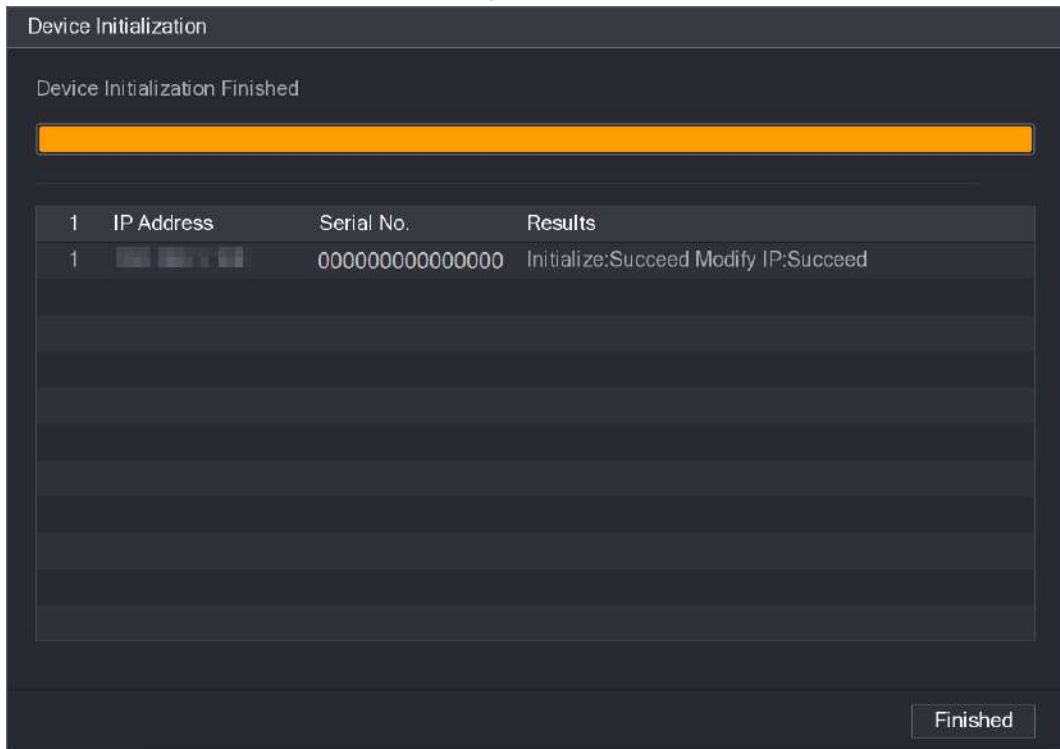 Device Initialization
Device Initialization Finished
1 IP Address Serial No. Results
1 000000000000000 Initialize:Succeed Modify IP:Succeed
Finished